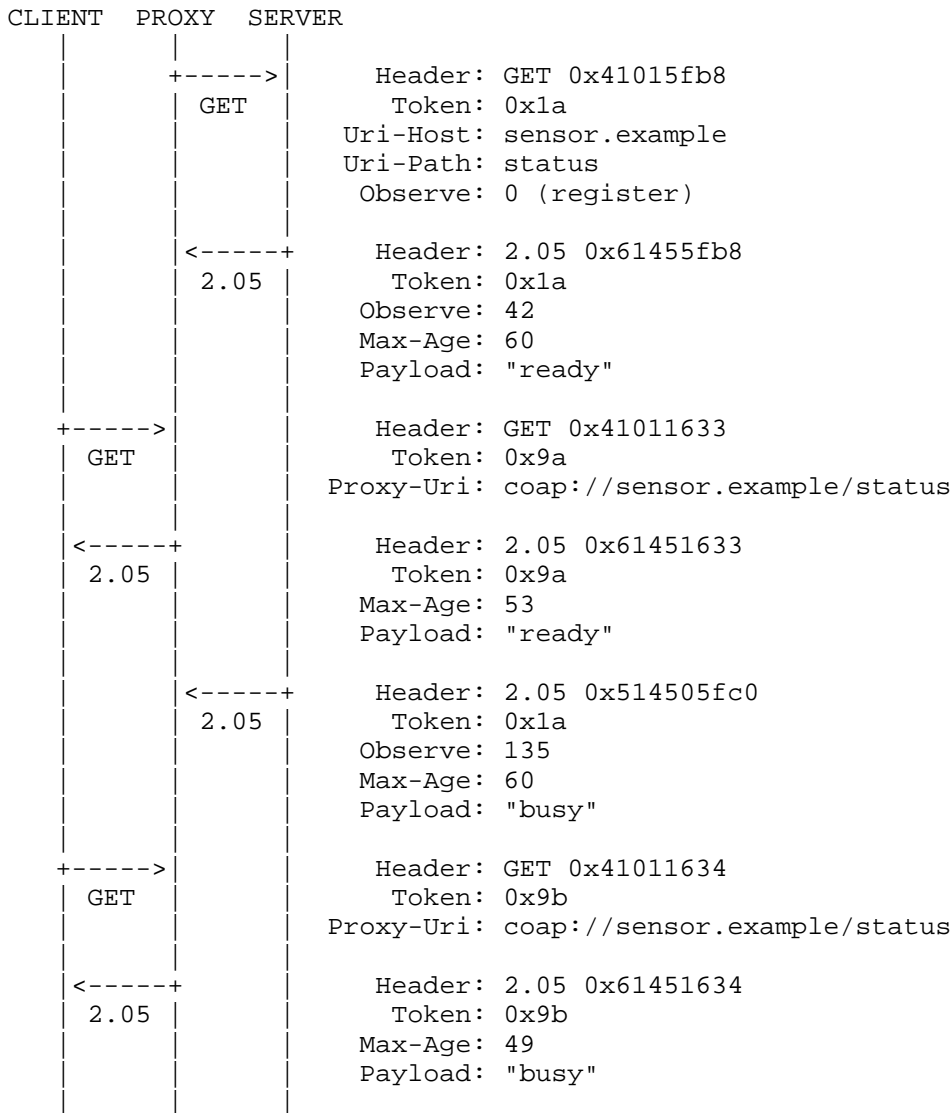 CLIENT PROXY SERVER
| | |
| +----->| Header: GET 0x41015fb8
| | GET | Token: 0x1a
| | | Uri-Host: sensor.example
| | | Uri-Path: status
| | | Observe: 0 (register)
| | |
| |<-----+ Header: 2.05 0x61455fb8
| | 2.05 | Token: 0x1a
| | | Observe: 42
| | | Max-Age: 60
| | | Payload: "ready"
| | |
+----->| | Header: GET 0x41011633
| GET | | Token: 0x9a
| | | Proxy-Uri: coap://sensor.example/status
| | |
|<-----+ | Header: 2.05 0x61451633
| 2.05 | | Token: 0x9a
| | | Max-Age: 53
| | | Payload: "ready"
| | |
| |<-----+ Header: 2.05 0x514505fc0
| | 2.05 | Token: 0x1a
| | | Observe: 135
| | | Max-Age: 60
| | | Payload: "busy"
| | |
+----->| | Header: GET 0x41011634
| GET | | Token: 0x9b
| | | Proxy-Uri: coap://sensor.example/status
| | |
|<-----+ | Header: 2.05 0x61451634
| 2.05 | | Token: 0x9b
| | | Max-Age: 49
| | | Payload: "busy"
| | |